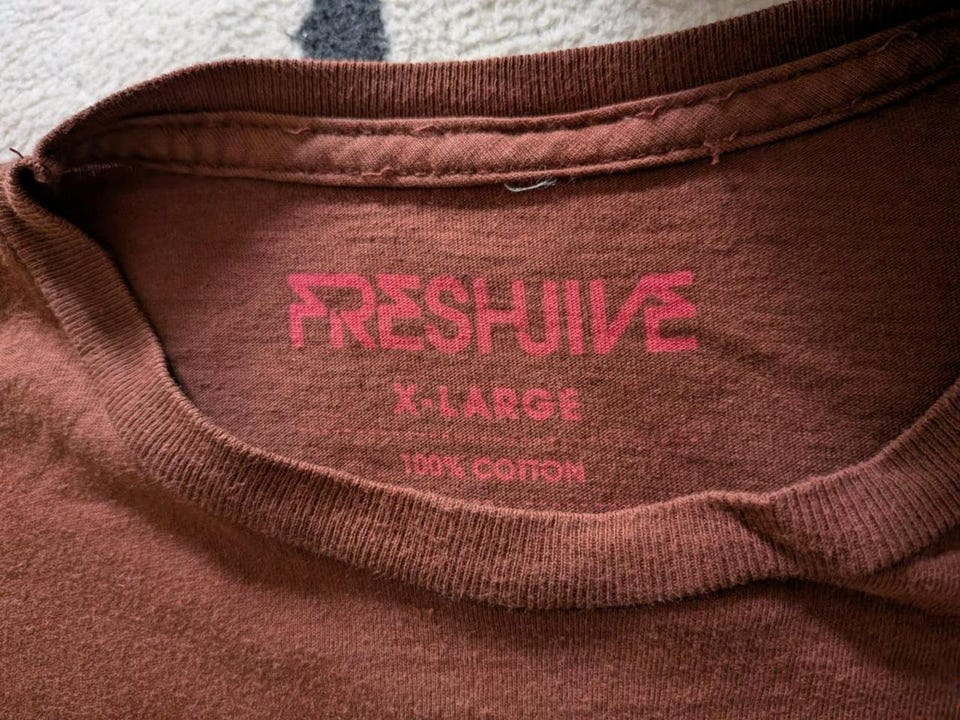 FRESHJIVE
X-LARGE
100% COTTON